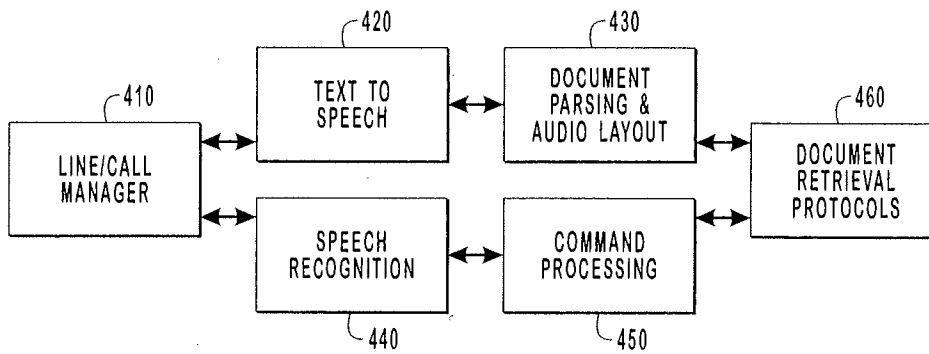 420
TEXT TO
SPEECH
430
DOCUMENT
PARSING &
AUDIO LAYOUT
410
LINE/CALL
MANAGER
460
DOCUMENT
RETRIEVAL
PROTOCOLS
SPEECH
RECOGNITION
440
COMMAND
PROCESSING
450